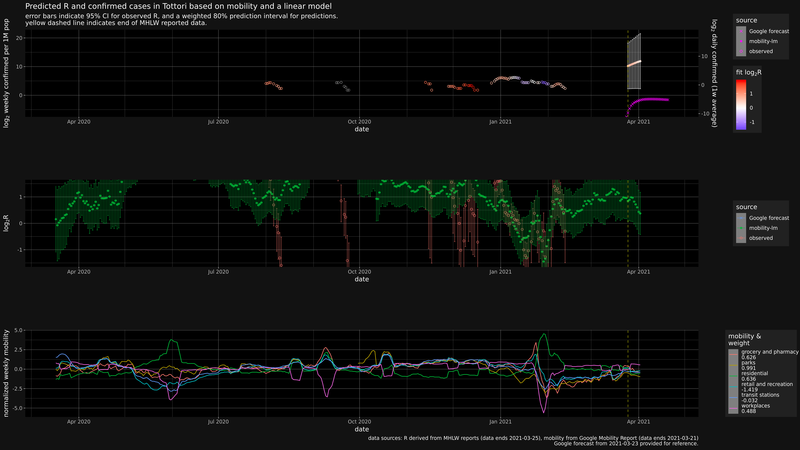 Predicted R and confirmed cases in Tottori based on mobility and a linear model
error bars indicate 95% CI for observed R, and a weighted 80% prediction interval for predictions.
yellow dashed line indicates end of MHLW reported data.
log₂ weekly confirmed per 1M pop
20
10
0
log₂ daily confirmed (1w average)
10
0
-10
Apr 2020
Jul 2020
Oct 2020
Jan 2021
Apr 2021
date
source
Google forecast
mobility-lm
observed
fit log₂R
1
0
-1
log₂R
1
0
-1
Apr 2020
Jul 2020
Oct 2020
Jan 2021
Apr 2021
date
source
Google forecast
mobility-lm
observed
normalized weekly mobility
5.0
2.5
0.0
-2.5
-5.0
Apr 2020
Jul 2020
Oct 2020
Jan 2021
Apr 2021
date
mobility &
weight
grocery and pharmacy
0.626
parks
0.991
residential
0.636
retail and recreation
-1.419
transit stations
-0.032
workplaces
0.488
data sources: R derived from MHLW reports (data ends 2021-03-25), mobility from Google Mobility Report (data ends 2021-03-21)
Google forecast from 2021-03-23 provided for reference.